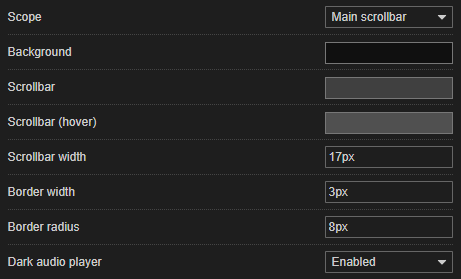 Scope Main scrollbar
Background
Scrollbar
Scrollbar (hover)
Scrollbar width 17px
Border width 3px
Border radius 8px
Dark audio player Enabled